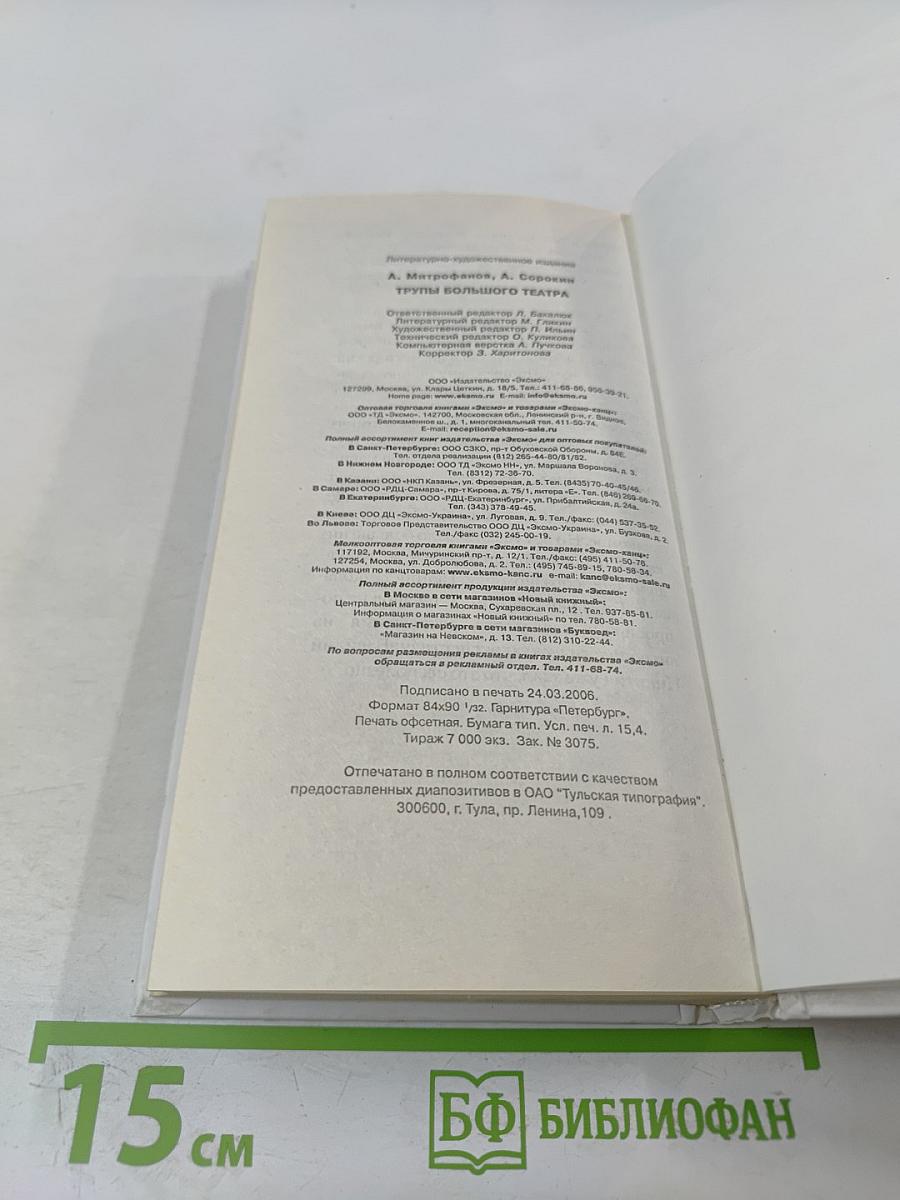 Литературно-художественное издание
А. Митрофанов, А. Сорокин
ТРУПЫ БОЛЬШОГО ТЕАТРА
Ответственный редактор Л. Бакалюк
Литературный редактор М. Гликин
Художественный редактор П. Ильин
Технический редактор О. Куликова
Компьютерная верстка А. Пучкова
Корректор З. Харитонова
ООО «Издательство «Эксмо»
127299, Москва, ул. Клары Цеткин, д. 18/5. Тел.: 411-68-86, 956-39-21.
Home page: www.eksmo.ru E-mail: info@eksmo.ru
Оптовая торговля книгами «Эксмо» и товарами «Эксмо-канц»:
ООО «ТД «Эксмо». 142700, Московская обл., Ленинский р-н, г. Видное,
Белокаменное ш., д. 1, многоканальный тел. 411-50-74.
E-mail: reception@eksmo-sale.ru
Полный ассортимент книг издательства «Эксмо» для оптовых покупателей:
В Санкт-Петербурге: ООО СЗКО, пр-т Обуховской Обороны, д. 84Е.
Тел. отдела реализации (812) 265-44-80/81/82.
В Нижнем Новгороде: ООО ТД «Эксмо НН», ул. Маршала Воронова, д. 3.
Тел. (8312) 72-36-70.
В Казани: ООО «НКП Казань», ул. Фрезерная, д. 5. Тел. (8435) 70-40-45/46.
В Самаре: ООО «РДЦ-Самара», пр-т Кирова, д. 75/1, литера «Е». Тел. (846) 269-66-70.
В Екатеринбурге: ООО «РДЦ-Екатеринбург», ул. Прибалтийская, д. 24а.
Тел. (343) 378-49-45.
В Киеве: ООО ДЦ «Эксмо-Украина», ул. Луговая, д. 9. Тел./факс: (044) 537-35-52.
Во Львове: Торговое Представительство ООО ДЦ «Эксмо-Украина», ул. Бузкова, д. 2.
Тел./факс (032) 245-00-19.
Мелкооптовая торговля книгами «Эксмо» и товарами «Эксмо-канц»:
117192, Москва, Мичуринский пр-т, д. 12/1. Тел./факс: (495) 411-50-76.
127254, Москва, ул. Добролюбова, д. 2. Тел.: (495) 745-89-15, 780-58-34.
Информация по канцтоварам: www.eksmo-kanc.ru e-mail: kanc@eksmo-sale.ru
Полный ассортимент продукции издательства «Эксмо»:
В Москве в сети магазинов «Новый книжный»:
Центральный магазин — Москва, Сухаревская пл., 12 . Тел. 937-85-81.
Информация о магазинах «Новый книжный» по тел. 780-58-81.
В Санкт-Петербурге в сети магазинов «Буквоед»:
«Магазин на Невском», д. 13. Тел. (812) 310-22-44.
По вопросам размещения рекламы в книгах издательства «Эксмо»
обращаться в рекламный отдел. Тел. 411-68-74.
Подписано в печать 24.03.2006.
Формат 84х90 1/32. Гарнитура «Петербург».
Печать офсетная. Бумага тип. Усл. печ. л. 15,4.
Тираж 7 000 экз. Зак. № 3075.
Отпечатано в полном соответствии с качеством
предоставленных диапозитивов в ОАО "Тульская типография".
300600, г. Тула, пр. Ленина,109 .
15 см
БФ БИБЛИОФАН